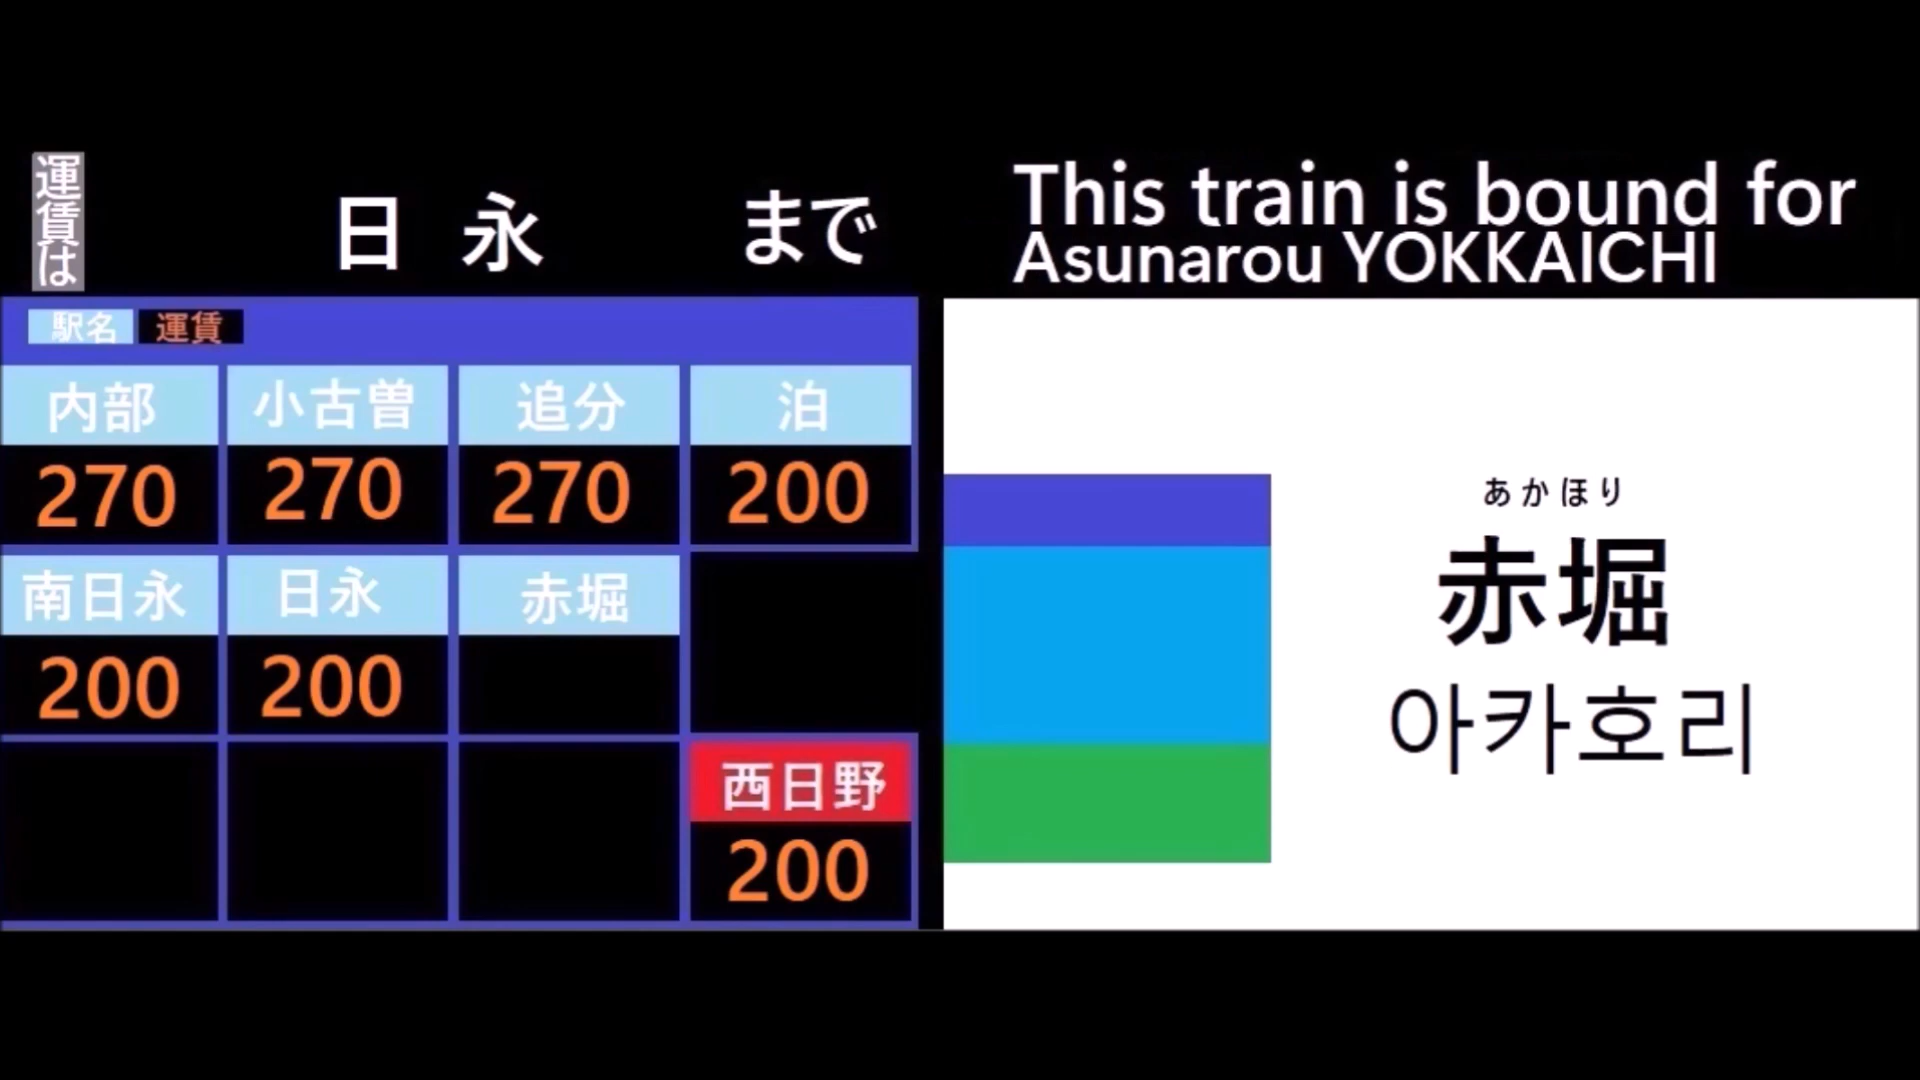 運賃は
日 永 まで
駅名 運賃
内部 小古曽 追分 泊
270 270 270 200
南日永 日永 赤堀
200 200
西日野
200
This train is bound for
Asunarou YOKKAICHI
あかほり
赤堀
아카호리